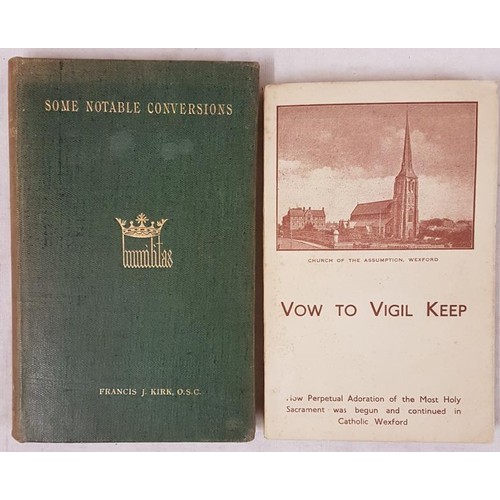 SOME NOTABLE CONVERSIONS
humilitas
FRANCIS J. KIRK, O.S.C.
CHURCH OF THE ASSUMPTION, WEXFORD
VOW TO VIGIL KEEP
How Perpetual Adoration of the Most Holy
Sacrament was begun and continued in
Catholic Wexford